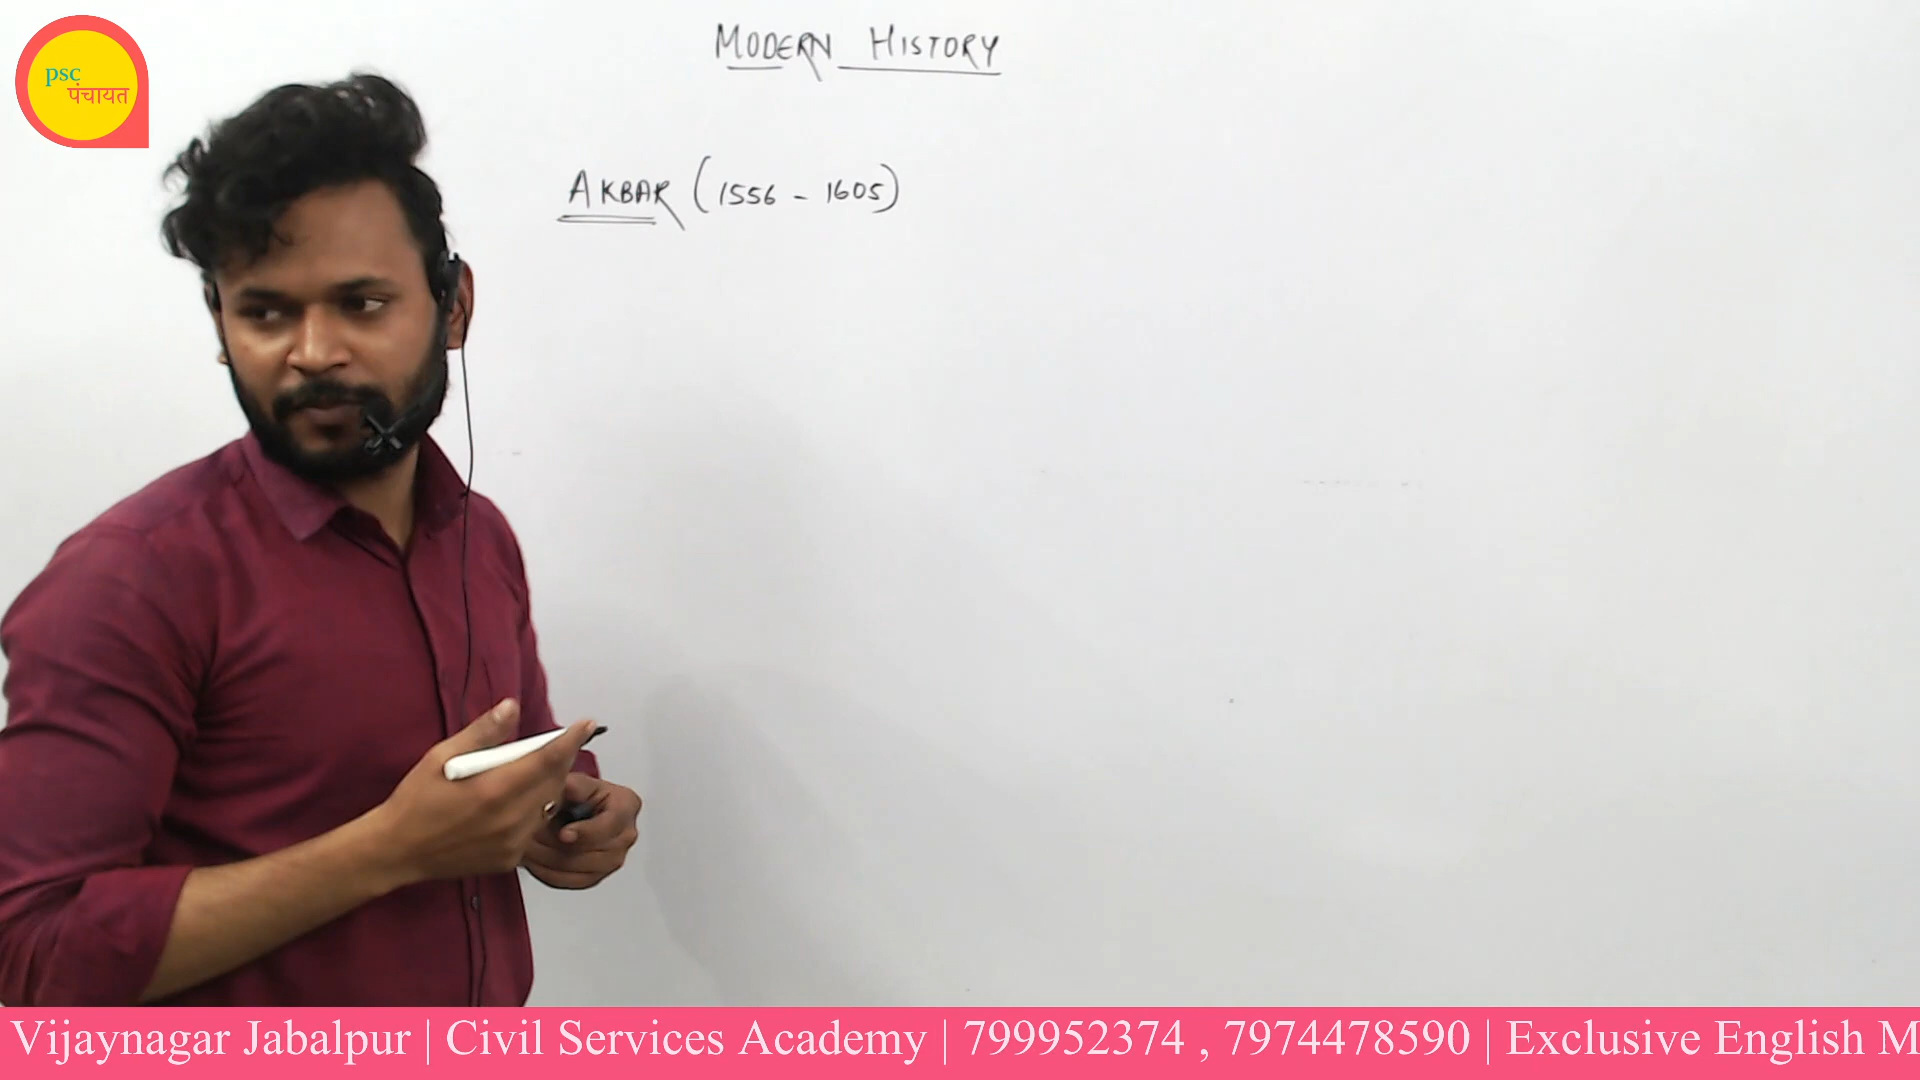 psc
पंचायत
MODERN HISTORY
AKBAR (1556 - 1605)
Vijaynagar Jabalpur | Civil Services Academy | 799952374 , 7974478590 | Exclusive English M